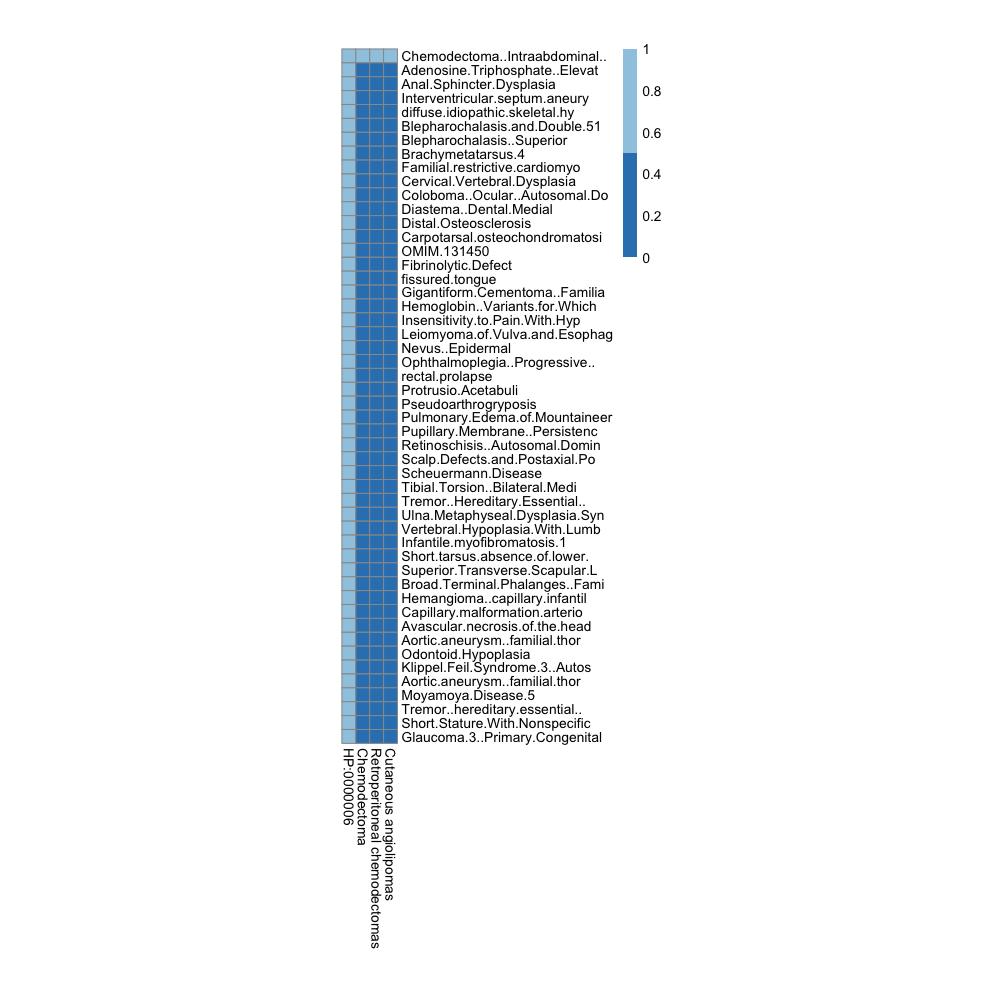 Chemodectoma..Intraabdominal..
Adenosine.Triphosphate..Elevat
Anal.Sphincter.Dysplasia
Interventricular.septum.aneury
diffuse.idiopathic.skeletal.hy
Blepharochalasis.and.Double.51
Blepharochalasis..Superior
Brachymetatarsus.4
Familial.restrictive.cardiomyo
Cervical.Vertebral.Dysplasia
Coloboma..Ocular..Autosomal.Do
Diastema..Dental.Medial
Distal.Osteosclerosis
Carpotarsal.osteochondromatosi
OMIM.131450
Fibrinolytic.Defect
fissured.tongue
Gigantiform.Cementoma..Familia
Hemoglobin..Variants.for.Which
Insensitivity.to.Pain.With.Hyp
Leiomyoma.of.Vulva.and.Esophag
Nevus..Epidermal
Ophthalmoplegia..Progressive..
rectal.prolapse
Protrusio.Acetabuli
Pseudoarthrogryposis
Pulmonary.Edema.of.Mountaineer
Pupillary.Membrane..Persistenc
Retinoschisis..Autosomal.Domin
Scalp.Defects.and.Postaxial.Po
Scheuermann.Disease
Tibial.Torsion..Bilateral.Medi
Tremor..Hereditary.Essential..
Ulna.Metaphyseal.Dysplasia.Syn
Vertebral.Hypoplasia.With.Lumb
Infantile.myofibromatosis.1
Short.tarsus.absence.of.lower.
Superior.Transverse.Scapular.L
Broad.Terminal.Phalanges..Fami
Hemangioma..capillary.infantil
Capillary.malformation.arterio
Avascular.necrosis.of.the.head
Aortic.aneurysm..familial.thor
Odontoid.Hypoplasia
Klippel.Feil.Syndrome.3..Autos
Aortic.aneurysm..familial.thor
Moyamoya.Disease.5
Tremor..hereditary.essential..
Short.Stature.With.Nonspecific
Glaucoma.3..Primary.Congenital
HP:0000006
Chemodectoma
Retroperitoneal chemodectomas
Cutaneous angiolipomas
1
0.8
0.6
0.4
0.2
0